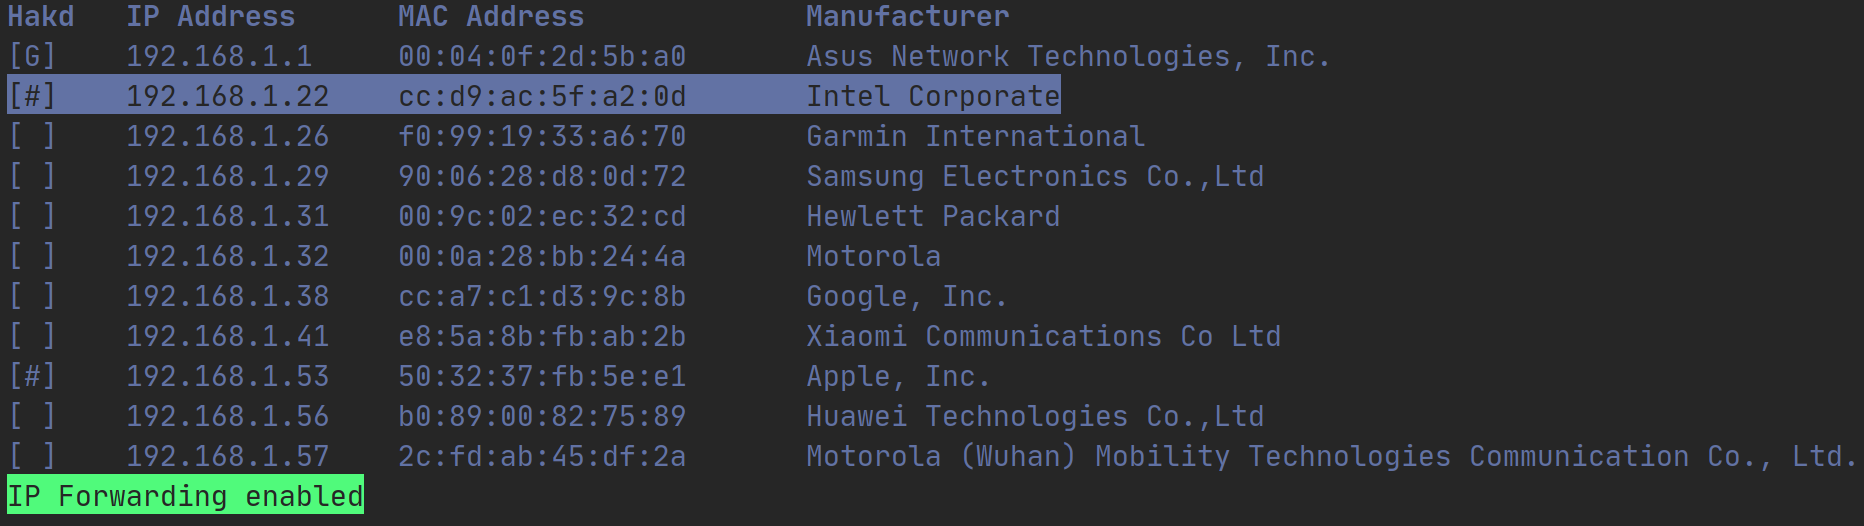 Hakd IP Address MAC Address Manufacturer
[G] 192.168.1.1 00:04:0f:2d:5b:a0 Asus Network Technologies, Inc.
[#] 192.168.1.22 cc:d9:ac:5f:a2:0d Intel Corporate
[ ] 192.168.1.26 f0:99:19:33:a6:70 Garmin International
[ ] 192.168.1.29 90:06:28:d8:0d:72 Samsung Electronics Co.,Ltd
[ ] 192.168.1.31 00:9c:02:ec:32:cd Hewlett Packard
[ ] 192.168.1.32 00:0a:28:bb:24:4a Motorola
[ ] 192.168.1.38 cc:a7:c1:d3:9c:8b Google, Inc.
[ ] 192.168.1.41 e8:5a:8b:fb:ab:2b Xiaomi Communications Co Ltd
[#] 192.168.1.53 50:32:37:fb:5e:e1 Apple, Inc.
[ ] 192.168.1.56 b0:89:00:82:75:89 Huawei Technologies Co.,Ltd
[ ] 192.168.1.57 2c:fd:ab:45:df:2a Motorola (Wuhan) Mobility Technologies Communication Co., Ltd.
IP Forwarding enabled